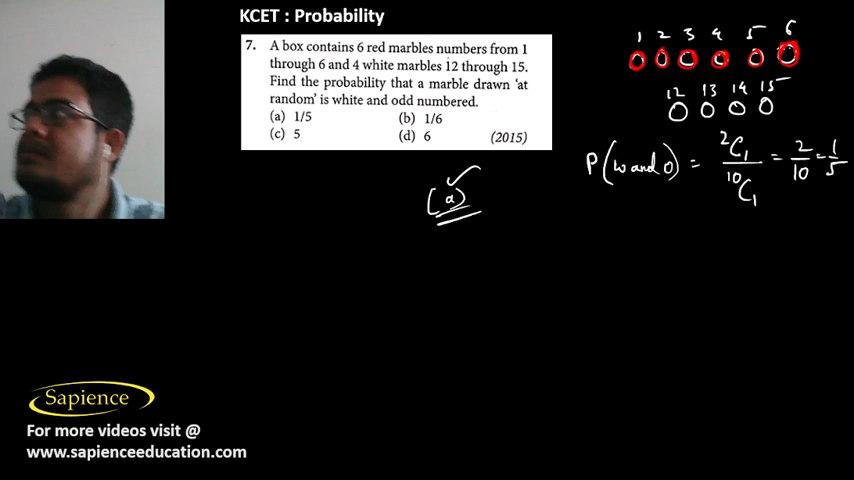 KCET : Probability
7. A box contains 6 red marbles numbers from 1
through 6 and 4 white marbles 12 through 15.
Find the probability that a marble drawn 'at
random' is white and odd numbered.
(a) 1/5 (b) 1/6
(c) 5 (d) 6 (2015)
1 2 3 4 5 6
12 13 14 15
P(w and O) = ²C₁ / ¹⁰C₁ = 2/10 = 1/5
(a) ✓
Sapience
For more videos visit @
www.sapienceeducation.com